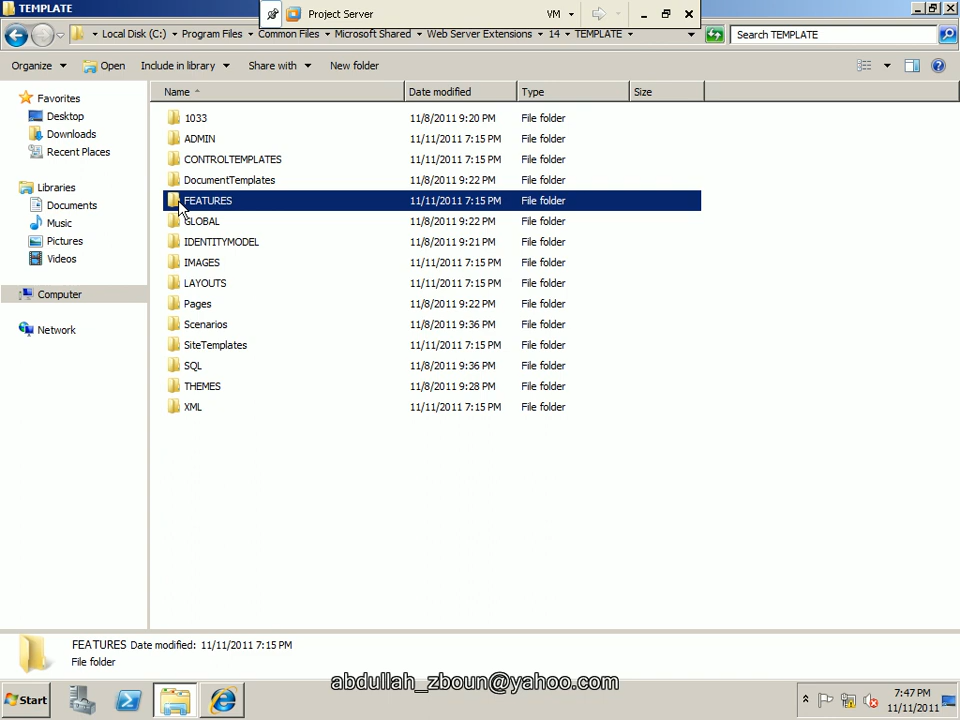 TEMPLATE
Project Server
VM
Local Disk (C:) Program Files Common Files Microsoft Shared Web Server Extensions 14 TEMPLATE
Search TEMPLATE
Organize Open Include in library Share with New folder
Name Date modified Type Size
Favorites
Desktop
Downloads
Recent Places
Libraries
Documents
Music
Pictures
Videos
Computer
Network
1033 11/8/2011 9:20 PM File folder
ADMIN 11/11/2011 7:15 PM File folder
CONTROLTEMPLATES 11/11/2011 7:15 PM File folder
DocumentTemplates 11/8/2011 9:22 PM File folder
FEATURES 11/11/2011 7:15 PM File folder
GLOBAL 11/8/2011 9:22 PM File folder
IDENTITYMODEL 11/8/2011 9:21 PM File folder
IMAGES 11/11/2011 7:15 PM File folder
LAYOUTS 11/11/2011 7:15 PM File folder
Pages 11/8/2011 9:22 PM File folder
Scenarios 11/8/2011 9:36 PM File folder
SiteTemplates 11/11/2011 7:15 PM File folder
SQL 11/8/2011 9:36 PM File folder
THEMES 11/8/2011 9:28 PM File folder
XML 11/11/2011 7:15 PM File folder
FEATURES Date modified: 11/11/2011 7:15 PM
File folder
abdullah_zboun@yahoo.com
Start
7:47 PM
11/11/2011